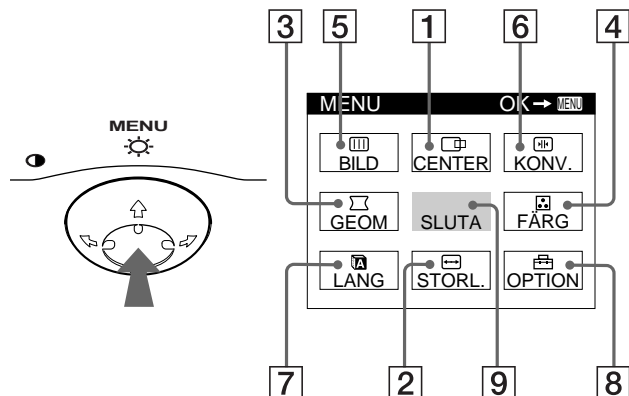 3 5 1 6 4
MENU
MENU OK→ MENU
BILD CENTER KONV.
GEOM SLUTA FÄRG
A
LANG STORL. OPTION
7 2 9 8